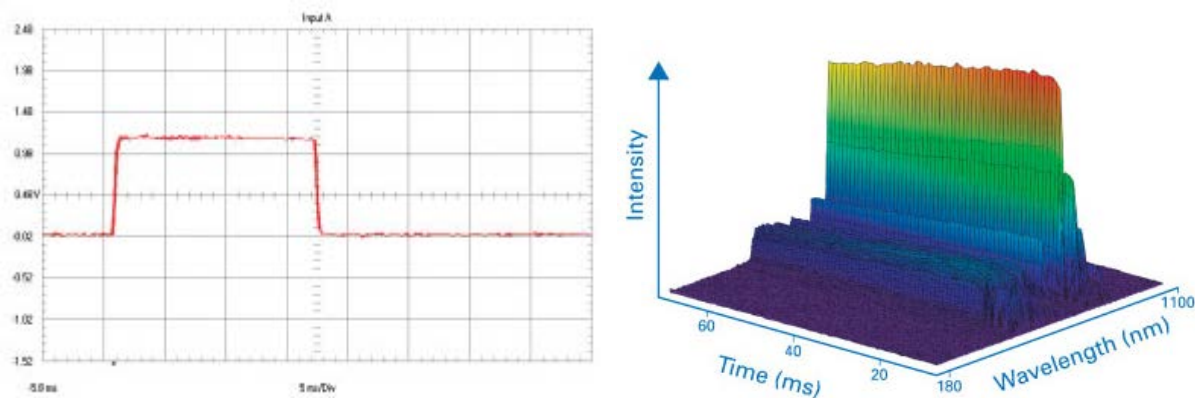 Input A
2.48
1.98
1.48
0.98
0.48V
-0.02
-0.52
-1.02
-1.52
-5.0 ms
5 ms/Div
Intensity
60
40
20
Time (ms)
180
Wavelength (nm)
1100